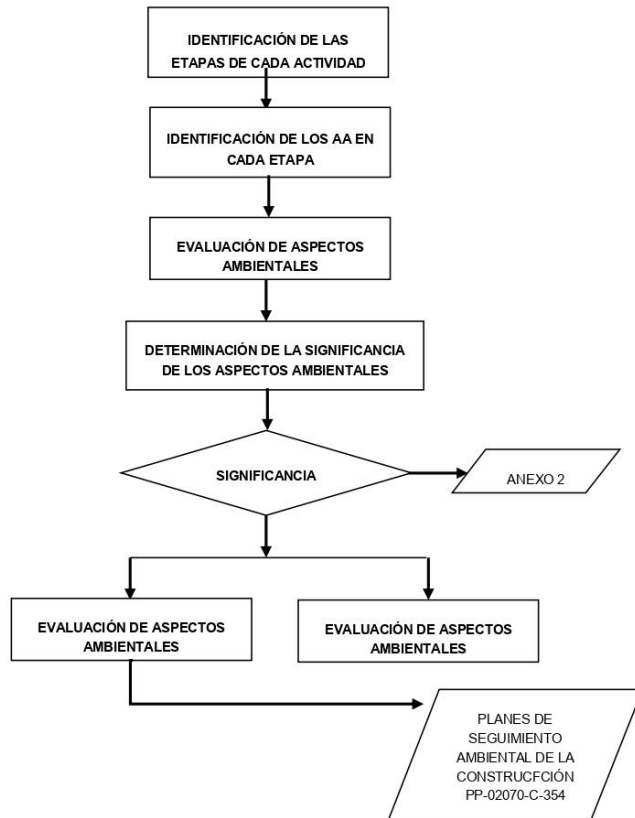 IDENTIFICACIÓN DE LAS
ETAPAS DE CADA ACTIVIDAD
IDENTIFICACIÓN DE LOS AA EN
CADA ETAPA
EVALUACIÓN DE ASPECTOS
AMBIENTALES
DETERMINACIÓN DE LA SIGNIFICANCIA
DE LOS ASPECTOS AMBIENTALES
SIGNIFICANCIA
ANEXO 2
EVALUACIÓN DE ASPECTOS
AMBIENTALES
EVALUACIÓN DE ASPECTOS
AMBIENTALES
PLANES DE
SEGUIMIENTO
AMBIENTAL DE LA
CONSTRUCFCIÓN
PP-02070-C-354